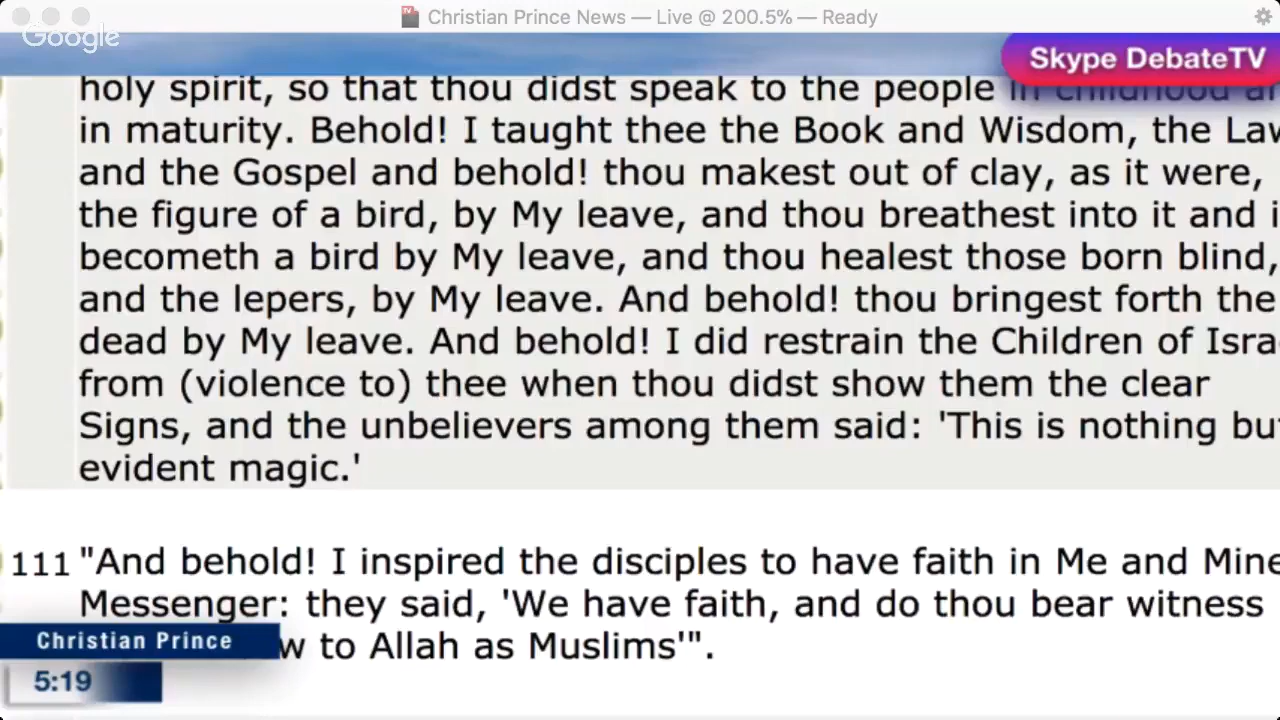 Christian Prince News — Live @ 200.5% — Ready
Google
Skype DebateTV
holy spirit, so that thou didst speak to the people in childhood
in maturity. Behold! I taught thee the Book and Wisdom, the Law
and the Gospel and behold! thou makest out of clay, as it were,
the figure of a bird, by My leave, and thou breathest into it and
becometh a bird by My leave, and thou healest those born blind,
and the lepers, by My leave. And behold! thou bringest forth the
dead by My leave. And behold! I did restrain the Children of
from (violence to) thee when thou didst show them the clear
Signs, and the unbelievers among them said: 'This is nothing
evident magic.'
111 "And behold! I inspired the disciples to have faith in Me and Mine
Messenger: they said, 'We have faith, and do thou bear witness
to Allah as Muslims'".
Christian Prince
5:19